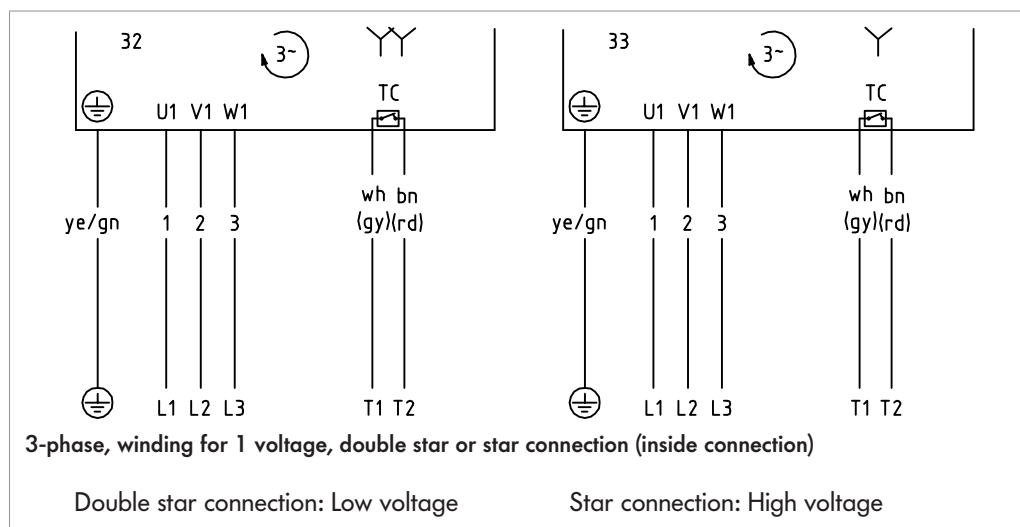 32 3~
TC
U1 V1 W1
wh bn
ye/gn 1 2 3 (gy)(rd)
L1 L2 L3 T1 T2
33 3~
TC
U1 V1 W1
wh bn
ye/gn 1 2 3 (gy)(rd)
L1 L2 L3 T1 T2
3-phase, winding for 1 voltage, double star or star connection (inside connection)
Double star connection: Low voltage
Star connection: High voltage